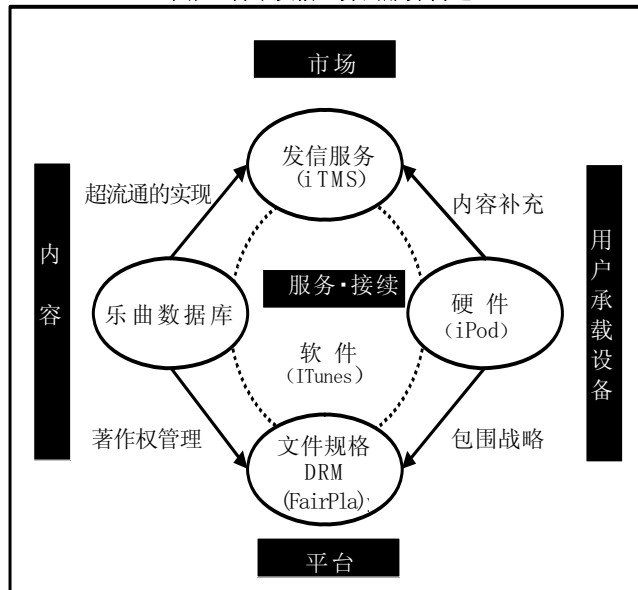 市场
发信服务
(iTMS)
超流通的实现
内容补充
内容
用户承载设备
服务·接续
乐曲数据库
硬 件
(iPod)
软 件
(ITunes)
著作权管理
包围战略
文件规格
DRM
(FairPla)
平台